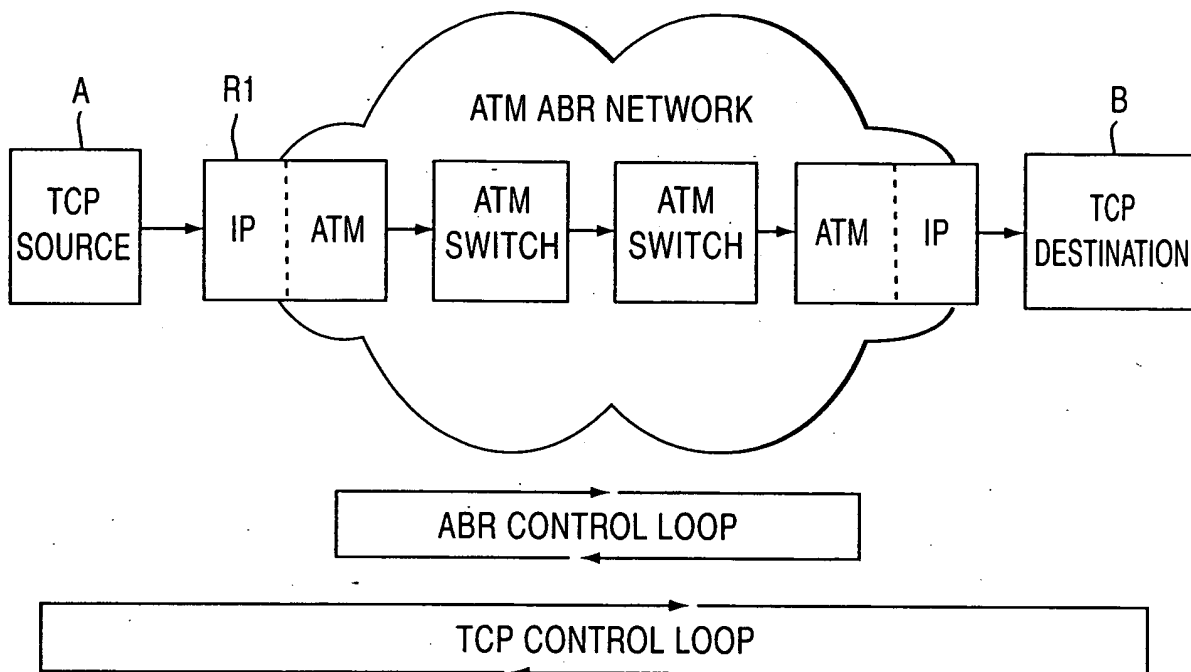 A
R1
ATM ABR NETWORK
B
TCP
SOURCE
IP
ATM
ATM
SWITCH
ATM
SWITCH
ATM
IP
TCP
DESTINATION
ABR CONTROL LOOP
TCP CONTROL LOOP